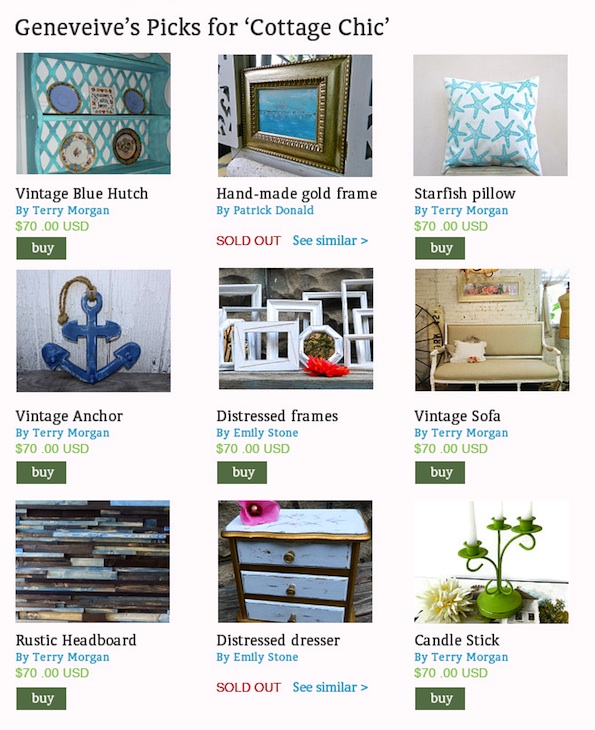 Geneveive's Picks for ‘Cottage Chic’
Vintage Blue Hutch
By Terry Morgan
$70 .00 USD
buy
Hand-made gold frame
By Patrick Donald
SOLD OUT See similar >
Starfish pillow
By Terry Morgan
$70 .00 USD
buy
Vintage Anchor
By Terry Morgan
$70 .00 USD
buy
Distressed frames
By Emily Stone
$70 .00 USD
buy
Vintage Sofa
By Terry Morgan
$70 .00 USD
buy
Rustic Headboard
By Terry Morgan
$70 .00 USD
buy
Distressed dresser
By Emily Stone
SOLD OUT See similar >
Candle Stick
By Terry Morgan
$70 .00 USD
buy